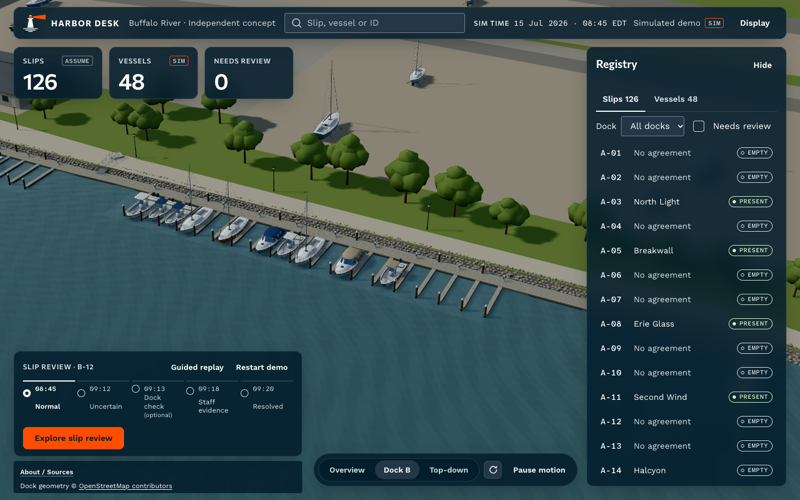 HARBOR DESK Buffalo River · Independent concept Slip, vessel or ID SIM TIME 15 Jul 2026 · 08:45 EDT Simulated demo SIM Display
SLIPS ASSUME
126
VESSELS SIM
48
NEEDS REVIEW
0
Registry Hide
Slips 126 Vessels 48
Dock All docks Needs review
A-01 No agreement EMPTY
A-02 No agreement EMPTY
A-03 North Light PRESENT
A-04 No agreement EMPTY
A-05 Breakwall PRESENT
A-06 No agreement EMPTY
A-07 No agreement EMPTY
A-08 Erie Glass PRESENT
A-09 No agreement EMPTY
A-10 No agreement EMPTY
A-11 Second Wind PRESENT
A-12 No agreement EMPTY
A-13 No agreement EMPTY
A-14 Halcyon EMPTY
SLIP REVIEW · B-12 Guided replay Restart demo
08:45
Normal
09:12
Uncertain
09:13
Dock
check
(optional)
09:18
Staff
evidence
09:20
Resolved
Explore slip review
About / Sources
Dock geometry © OpenStreetMap contributors
Overview Dock B Top-down Pause motion